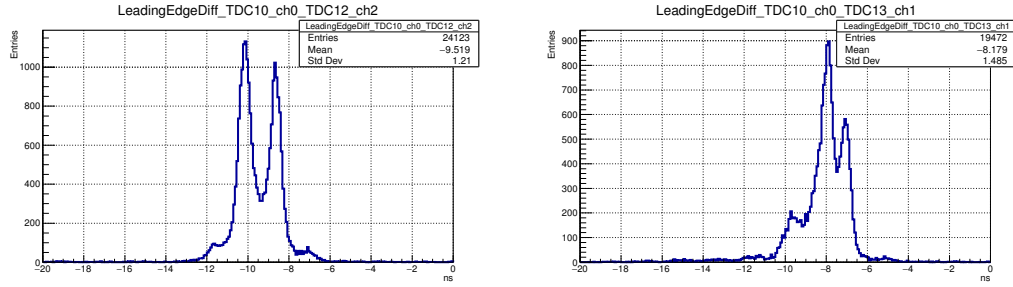 LeadingEdgeDiff_TDC10_ch0_TDC12_ch2
LeadingEdgeDiff_TDC10_ch0_TDC12_ch2
Entries 24123
Mean −9.519
Std Dev 1.21
Entries
1000
800
600
400
200
0
−20 −18 −16 −14 −12 −10 −8 −6 −4 −2 0
ns
LeadingEdgeDiff_TDC10_ch0_TDC13_ch1
LeadingEdgeDiff_TDC10_ch0_TDC13_ch1
Entries 19472
Mean −8.179
Std Dev 1.485
Entries
900
800
700
600
500
400
300
200
100
0
−20 −18 −16 −14 −12 −10 −8 −6 −4 −2 0
ns